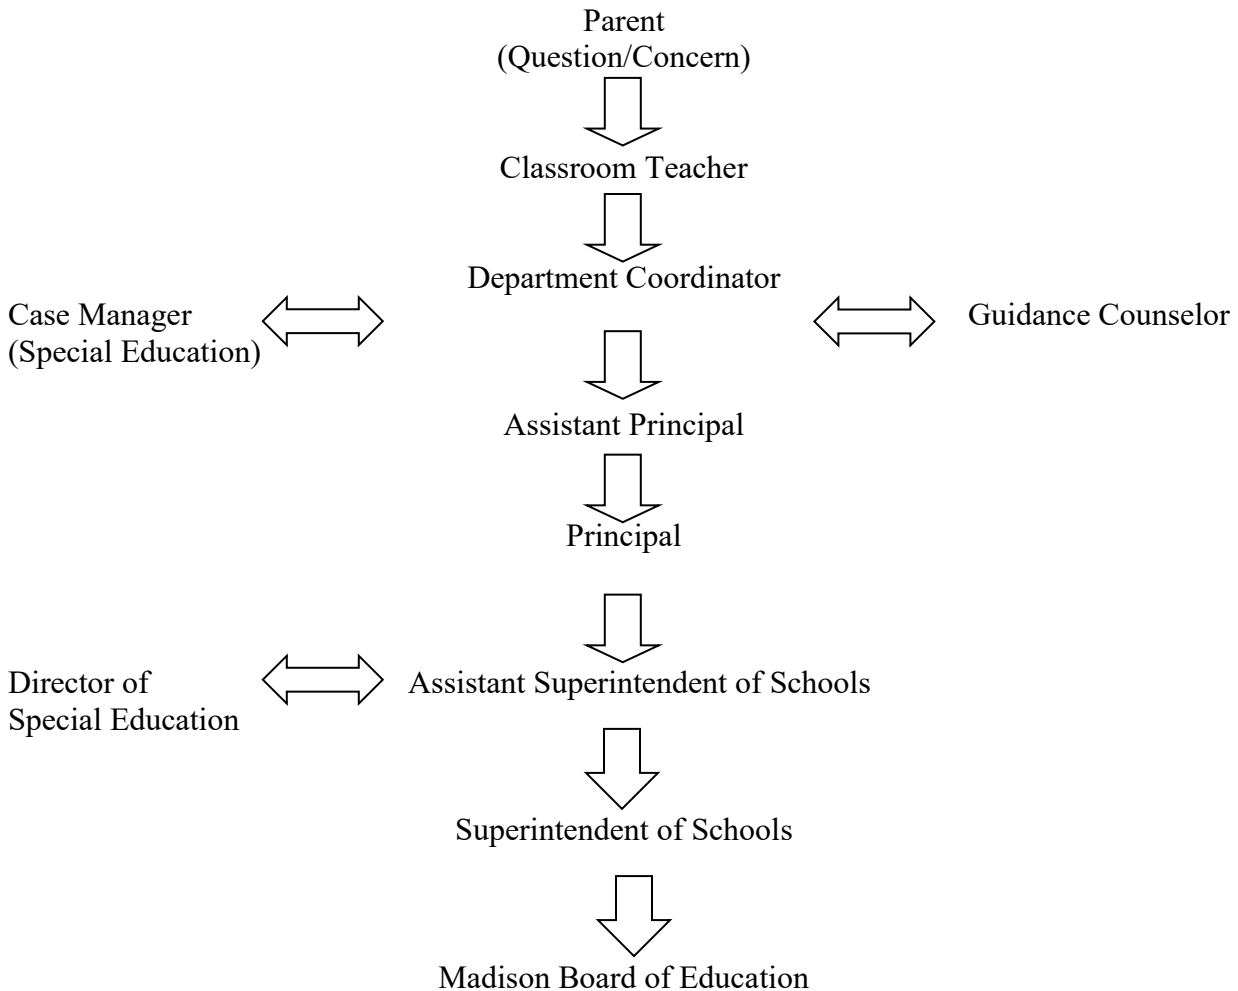 Parent
(Question/Concern)
Classroom Teacher
Department Coordinator
Case Manager
(Special Education)
Guidance Counselor
Assistant Principal
Principal
Director of
Special Education
Assistant Superintendent of Schools
Superintendent of Schools
Madison Board of Education